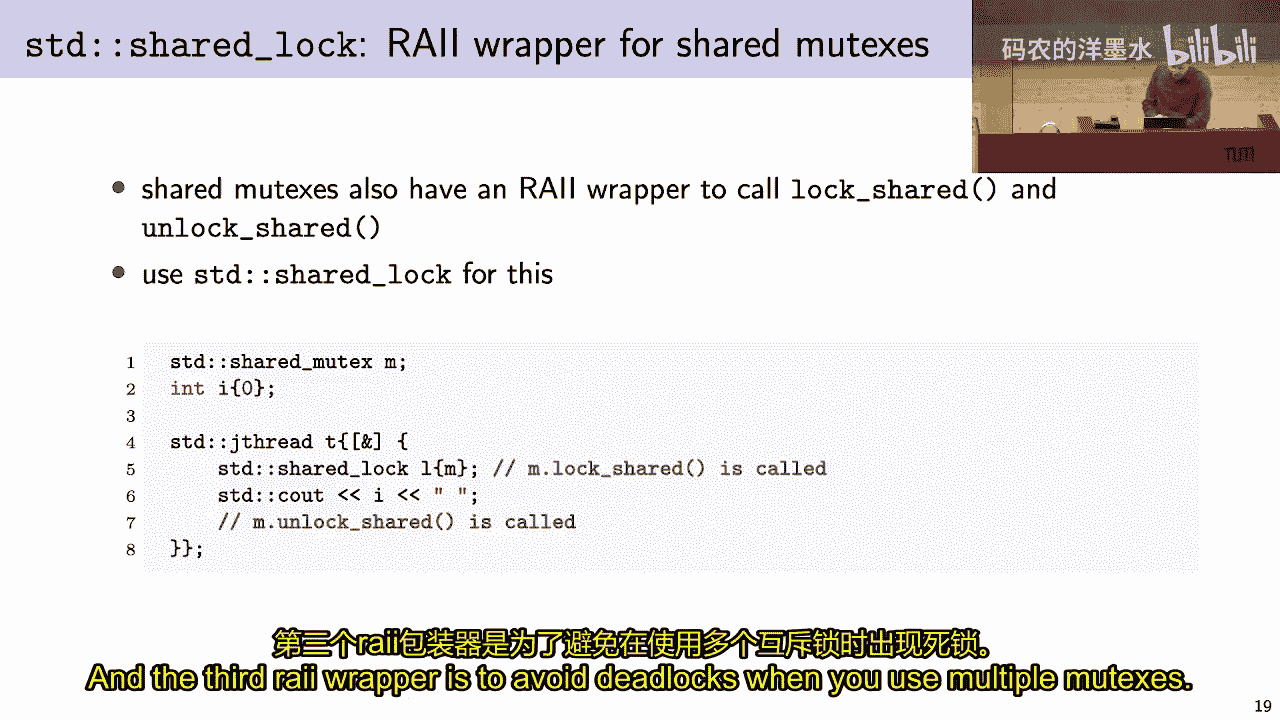 std::shared_lock: RAII wrapper for shared mutexes
码农的洋墨水 bilibili
TUM
• shared mutexes also have an RAII wrapper to call lock_shared() and
unlock_shared()
• use std::shared_lock for this
1 std::shared_mutex m;
2 int i{0};
3
4 std::jthread t{[&] {
5 std::shared_lock l{m}; // m.lock_shared() is called
6 std::cout << i << " ";
7 // m.unlock_shared() is called
8 }};
第三个raii包装器是为了避免在使用多个互斥锁时出现死锁。
And the third raii wrapper is to avoid deadlocks when you use multiple mutexes.
19